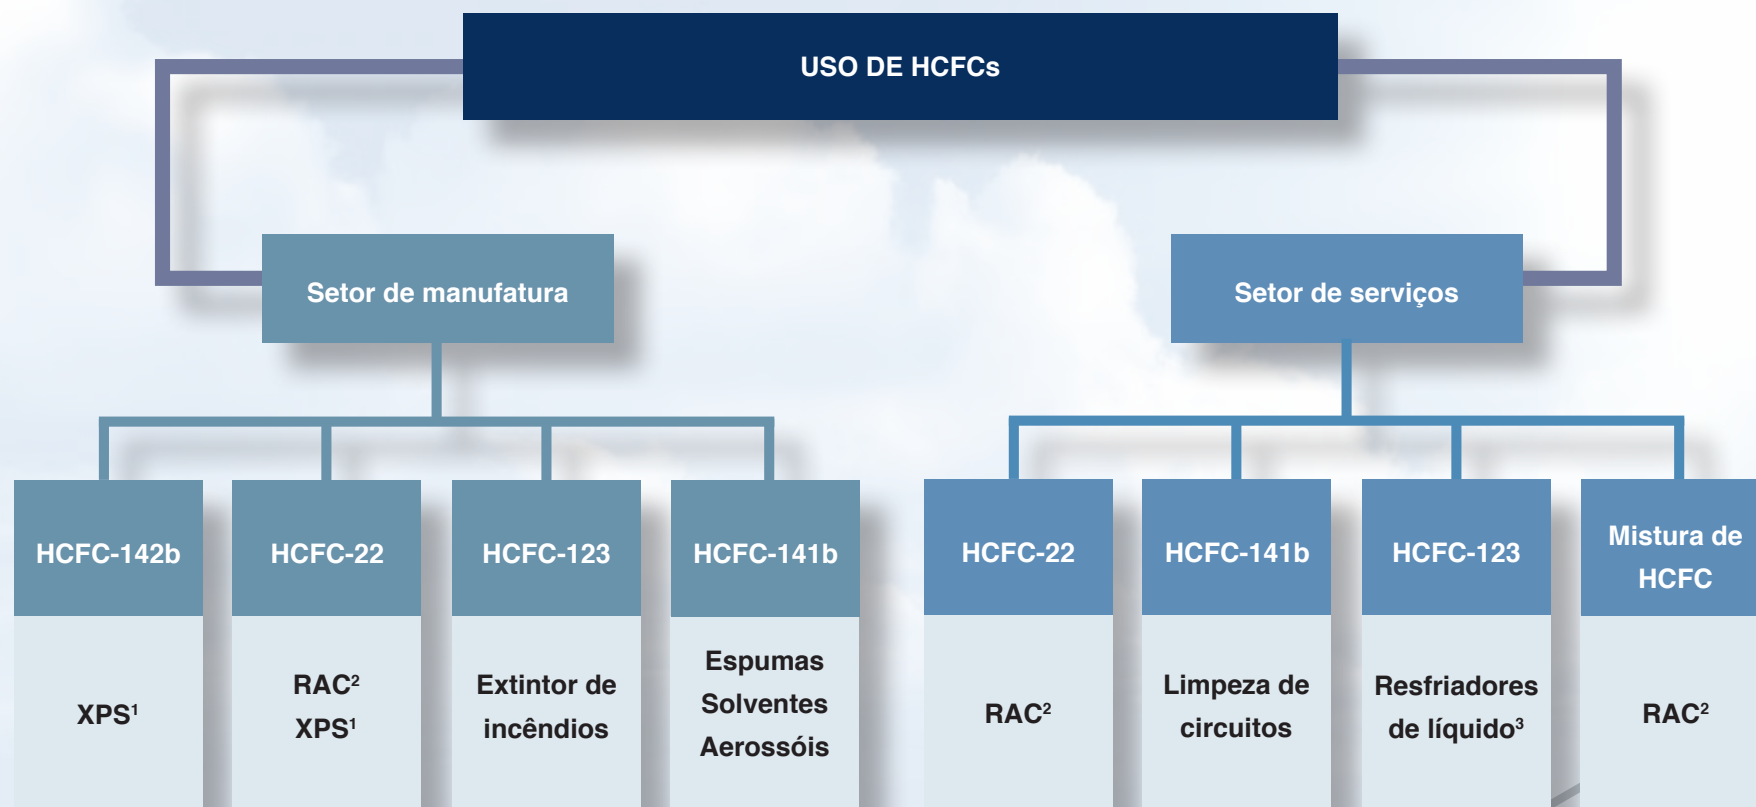 USO DE HCFCs
Setor de manufatura
Setor de serviços
HCFC-142b
XPS¹
HCFC-22
RAC²
XPS¹
HCFC-123
Extintor de
incêndios
HCFC-141b
Espumas
Solventes
Aerossóis
HCFC-22
RAC²
HCFC-141b
Limpeza de
circuitos
HCFC-123
Resfriadores
de líquido³
Mistura de
HCFC
RAC²